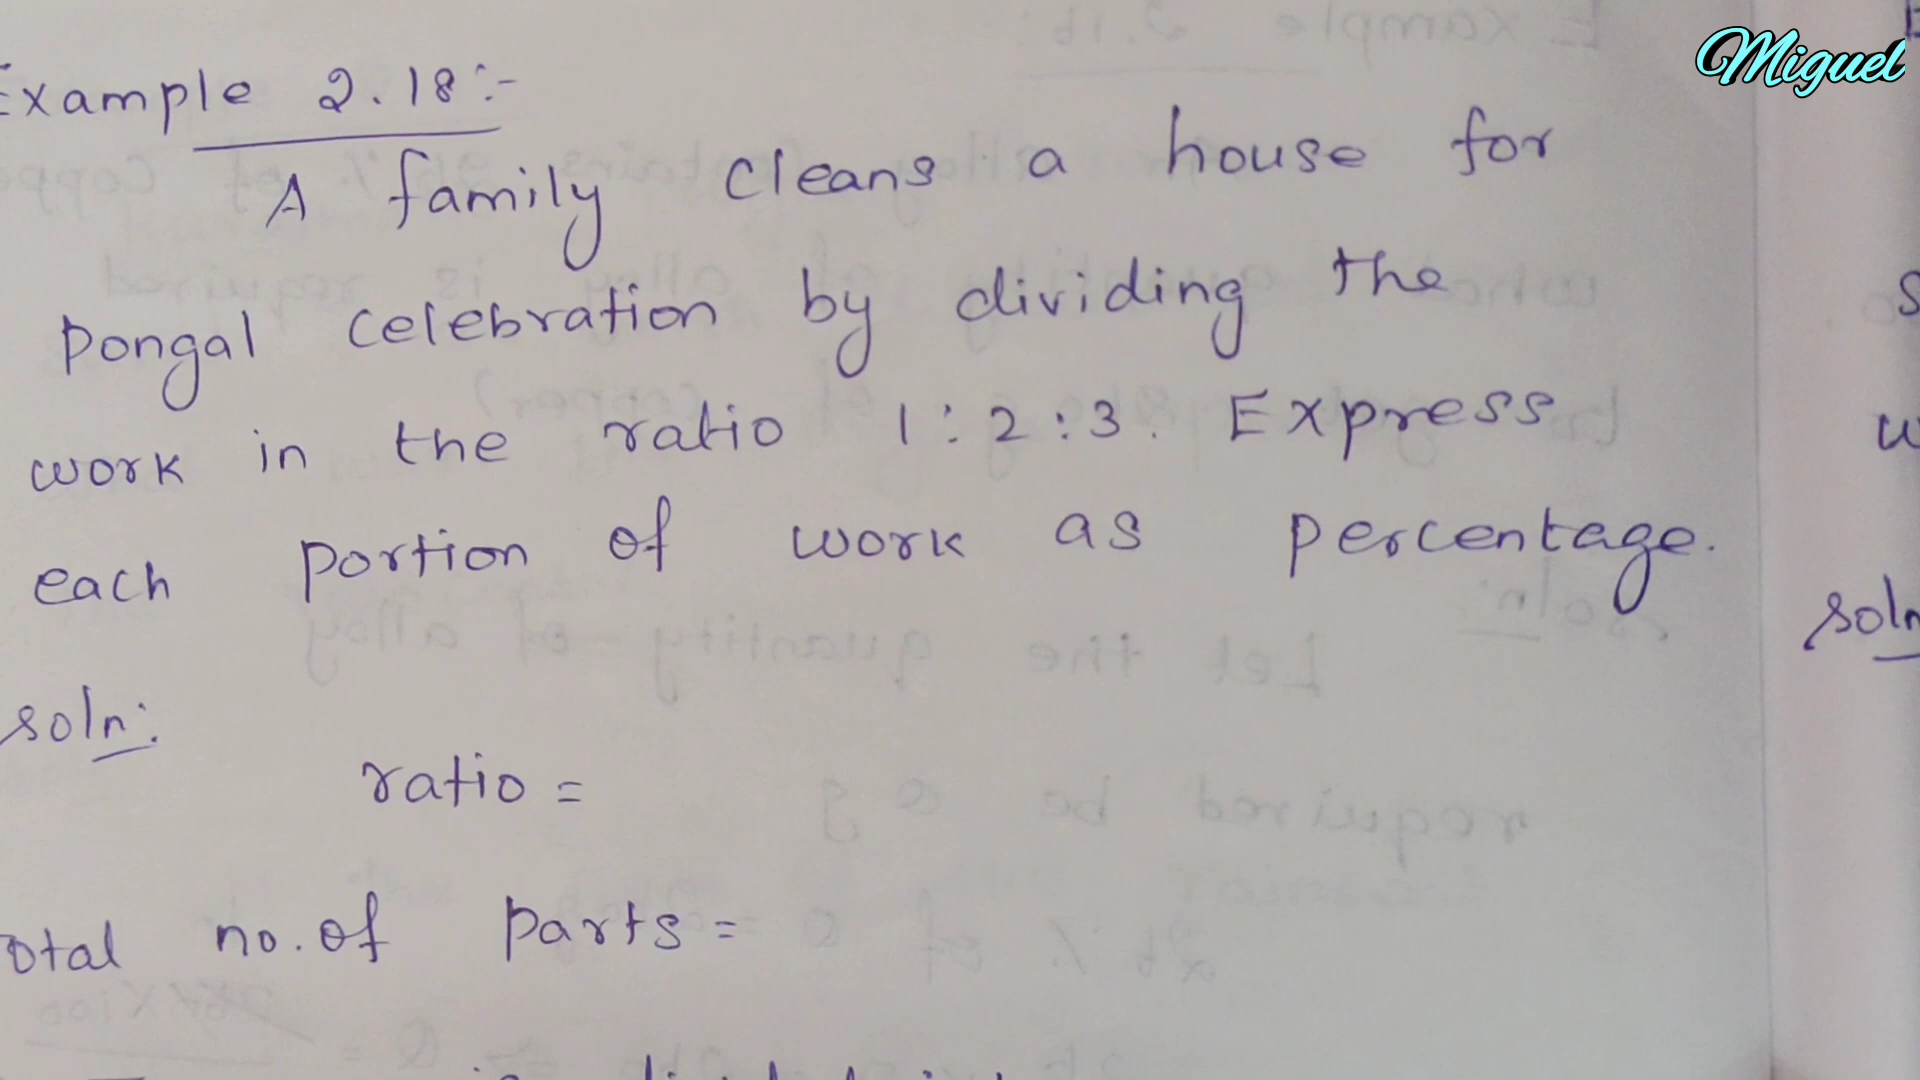 Example 2.18:-
A family cleans a house for
Pongal celebration by dividing the
work in the ratio 1:2:3. Express
each portion of work as percentage.
soln:
ratio =
Total no. of parts =
Miguel
soln